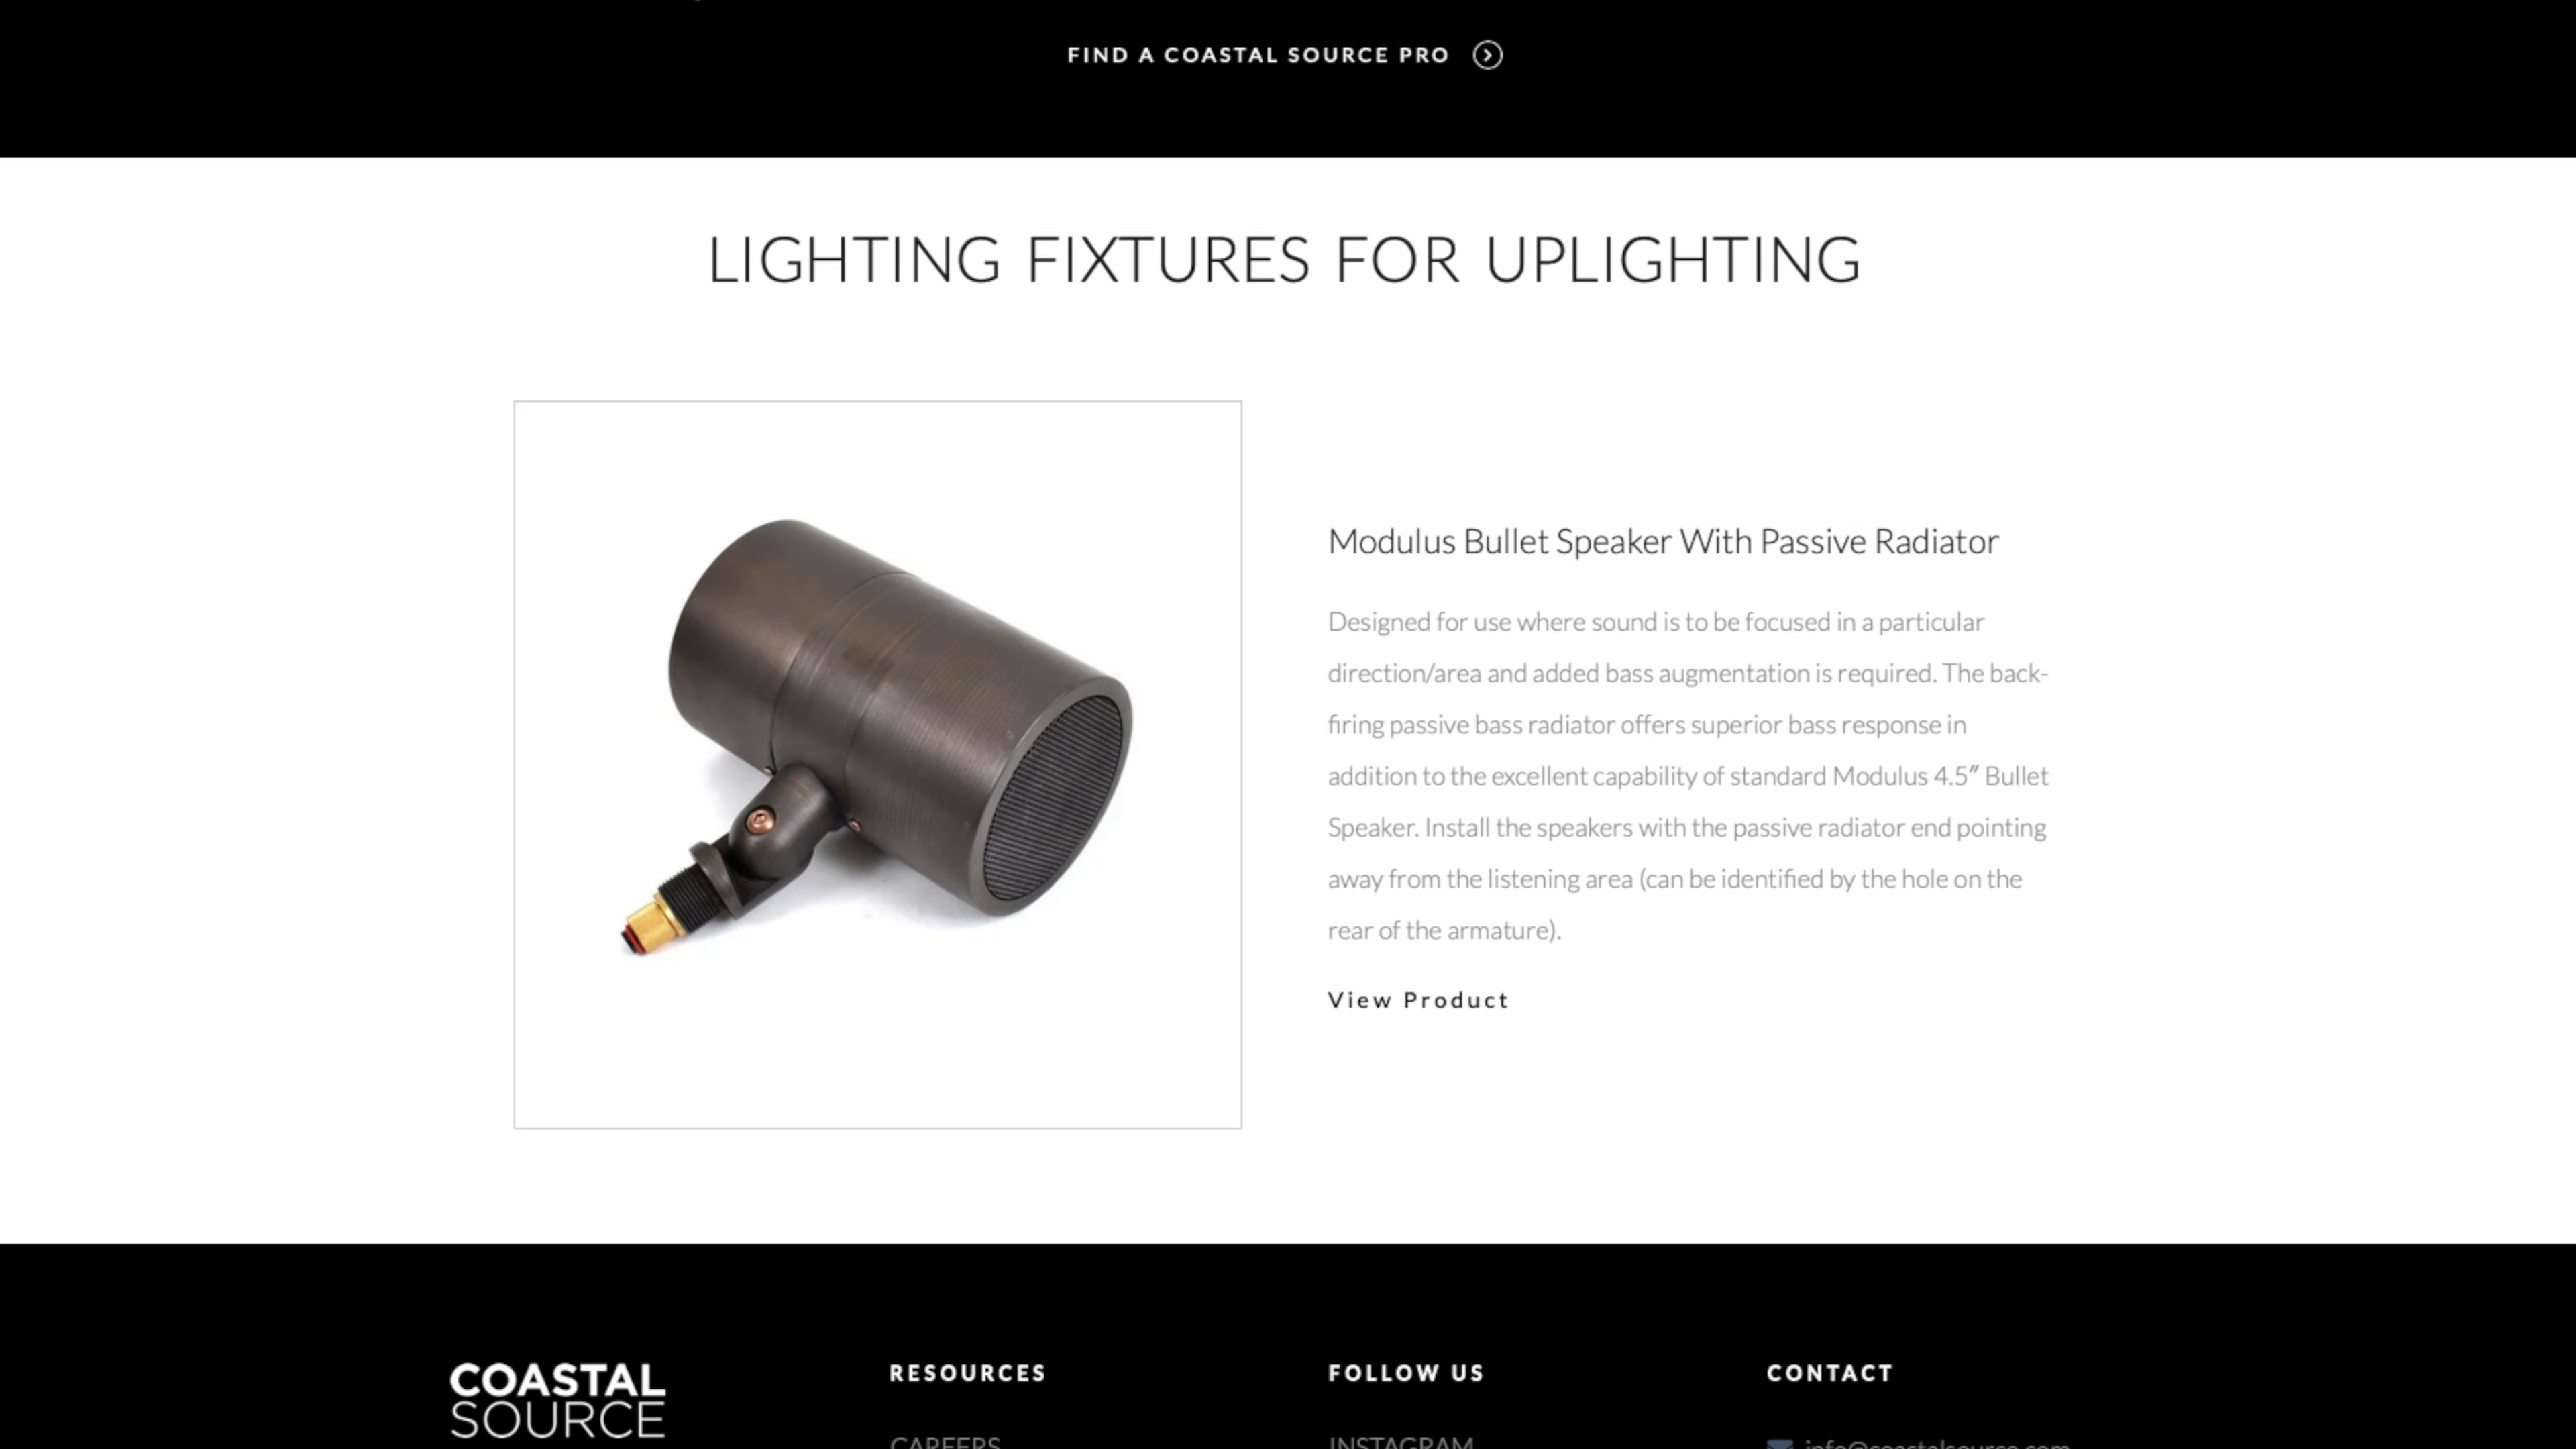 FIND A COASTAL SOURCE PRO
LIGHTING FIXTURES FOR UPLIGHTING
Modulus Bullet Speaker With Passive Radiator
Designed for use where sound is to be focused in a particular
direction/area and added bass augmentation is required. The back-
firing passive bass radiator offers superior bass response in
addition to the excellent capability of standard Modulus 4.5″ Bullet
Speaker. Install the speakers with the passive radiator end pointing
away from the listening area (can be identified by the hole on the
rear of the armature).
View Product
COASTAL
SOURCE
RESOURCES
FOLLOW US
CONTACT
CAREERS
INSTAGRAM
info@coastalsource.com